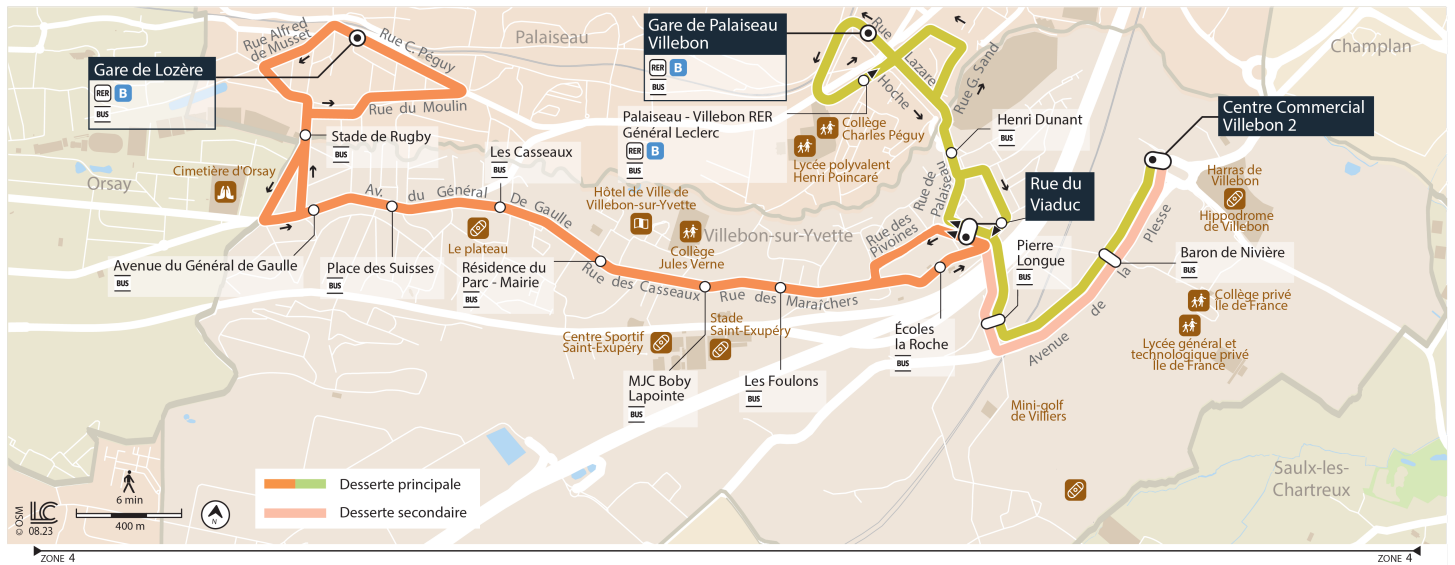 Rue Alfred
de Musset
Rue C. Péguy
Palaiseau
Gare de Lozère
RER B
BUS
Rue du Moulin
Stade de Rugby
BUS
Cimetière d'Orsay
Orsay
Les Casseaux
BUS
Av. du Général De Gaulle
Le plateau
Avenue du Général de Gaulle
BUS
Place des Suisses
BUS
Résidence du
Parc - Mairie
BUS
Hôtel de Ville de
Villebon-sur-Yvette
Collège
Jules Verne
Villebon-sur-Yvette
Rue des Casseaux
Rue des Maraîchers
Gare de Palaiseau
Villebon
RER B
BUS
Palaiseau - Villebon RER
Général Leclerc
RER B
BUS
Rue Lazare Hoche
Rue G. Sand
Collège
Charles Péguy
Lycée polyvalent
Henri Poincaré
Henri Dunant
BUS
Rue de
Palaiseau
Rue des
Pivoines
Rue du
Viaduc
Pierre
Longue
BUS
Champlan
Centre Commercial
Villebon 2
Harras de
Villebon
Hippodrome
de Villebon
Baron de Nivière
BUS
Avenue de la Plesse
Collège privé
Ile de France
Lycée général et
technologique privé
Ile de France
Écoles
la Roche
BUS
Centre Sportif
Saint-Exupéry
Stade
Saint-Exupéry
MJC Boby
Lapointe
BUS
Les Foulons
BUS
Mini-golf
de Villiers
Saulx-les-
Chartreux
Desserte principale
Desserte secondaire
6 min
400 m
N
© OSM
LC
08.23
ZONE 4
ZONE 4